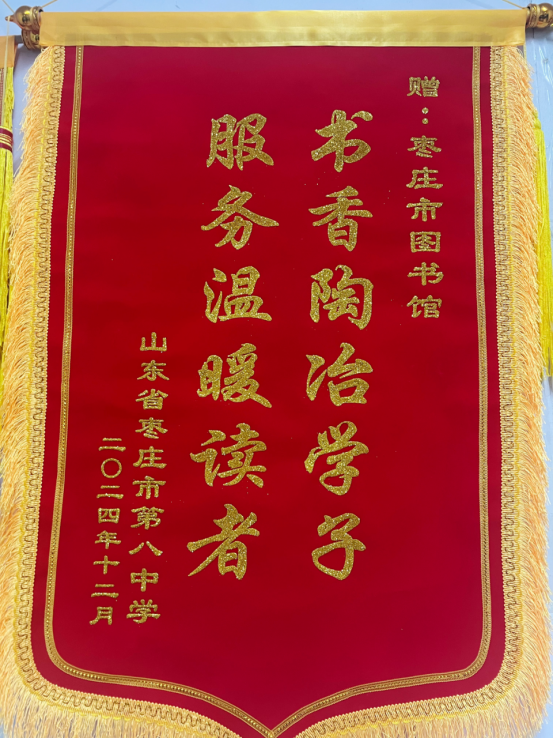 赠：枣庄市图书馆
书香陶冶学子
服务温暖读者
山东省枣庄市第八中学
二〇二四年十二月